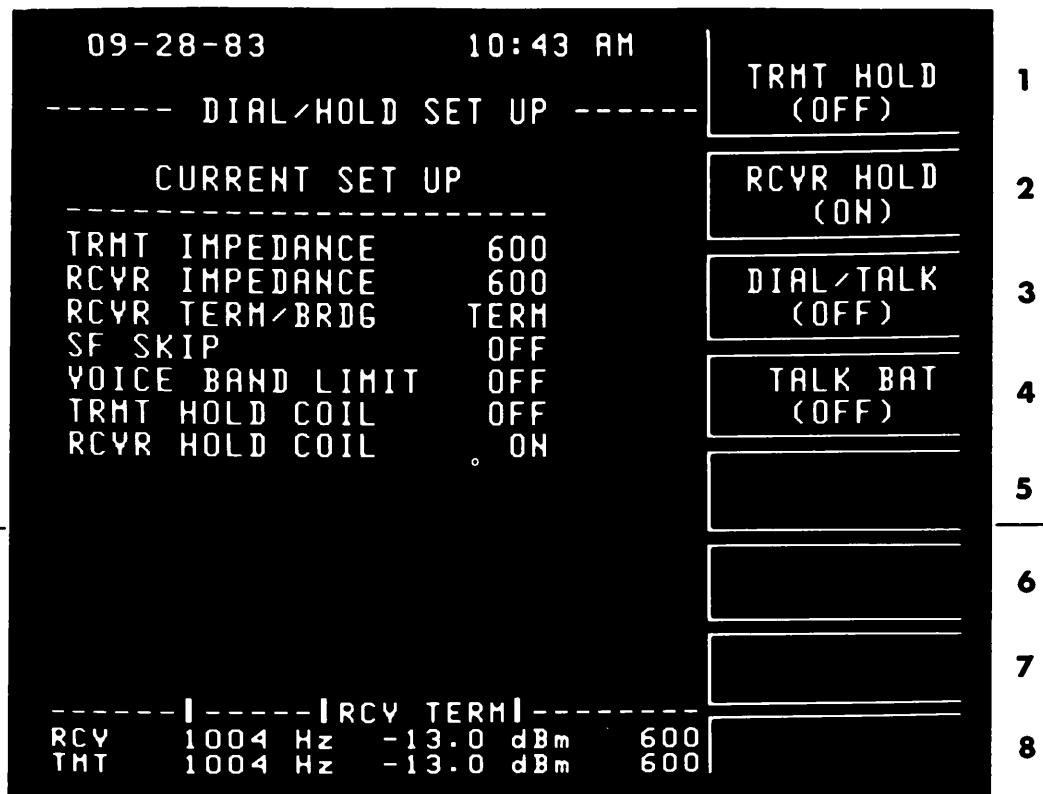 09-28-83 10:43 AM
------ DIAL/HOLD SET UP ------
CURRENT SET UP
-------------------------
TRMT IMPEDANCE 600
RCVR IMPEDANCE 600
RCVR TERM/BRDG TERM
SF SKIP OFF
VOICE BAND LIMIT OFF
TRMT HOLD COIL OFF
RCVR HOLD COIL ON
------|-----|RCV TERM|--------
RCV 1004 Hz -13.0 dBm 600
TMT 1004 Hz -13.0 dBm 600
TRMT HOLD
(OFF)
1
RCVR HOLD
(ON)
2
DIAL/TALK
(OFF)
3
TALK BAT
(OFF)
4
5
6
7
8